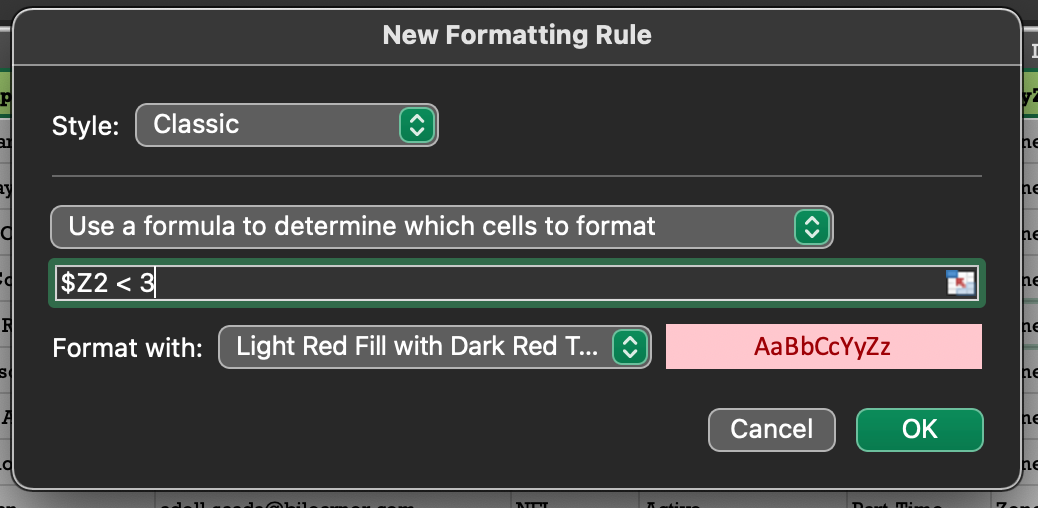 New Formatting Rule
Style: Classic
Use a formula to determine which cells to format
$Z2 < 3
Format with: Light Red Fill with Dark Red T... AaBbCcYyZz
Cancel OK
Active